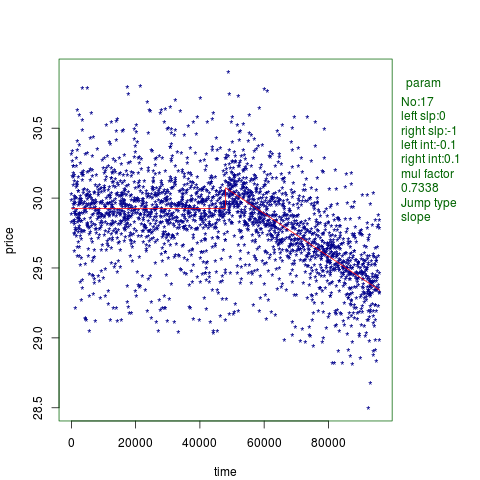 param
No:17
left slp:0
right slp:-1
left int:-0.1
right int:0.1
mul factor
0.7338
Jump type
slope
price
30.5
30.0
29.5
29.0
28.5
0 20000 40000 60000 80000
time